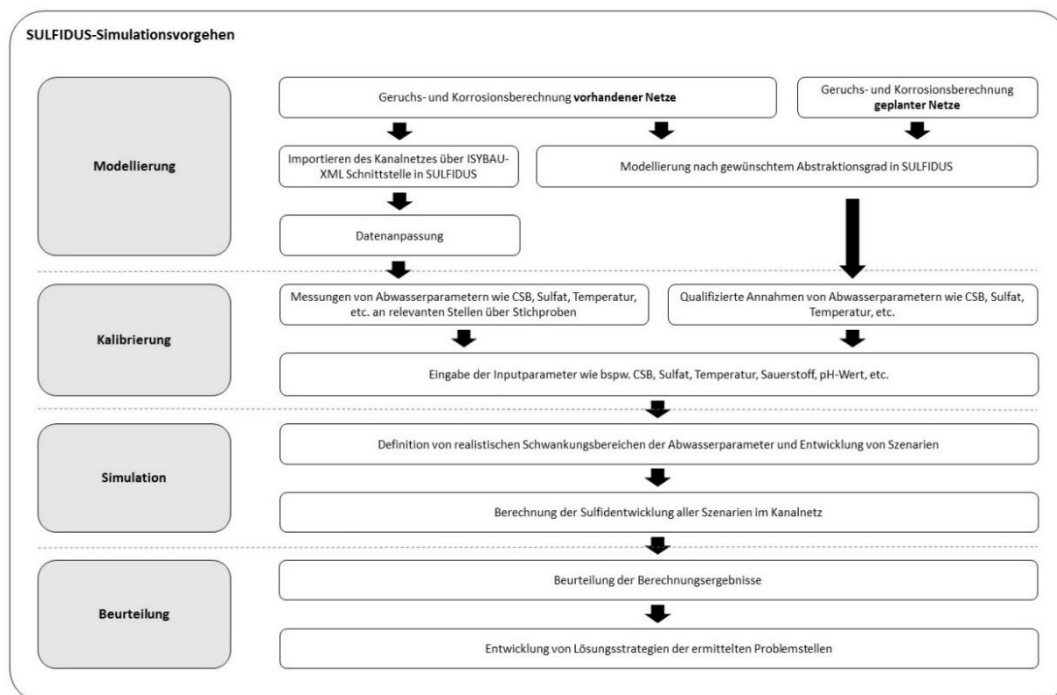 SULFIDUS-Simulationsvorgehen
Modellierung
Geruchs- und Korrosionsberechnung vorhandener Netze
Geruchs- und Korrosionsberechnung
geplanter Netze
Importieren des Kanalnetzes über ISYBAU-
XML Schnittstelle in SULFIDUS
Modellierung nach gewünschtem Abstraktionsgrad in SULFIDUS
Datenanpassung
Kalibrierung
Messungen von Abwasserparametern wie CSB, Sulfat, Temperatur,
etc. an relevanten Stellen über Stichproben
Qualifizierte Annahmen von Abwasserparametern wie CSB, Sulfat,
Temperatur, etc.
Eingabe der Inputparameter wie bspw. CSB, Sulfat, Temperatur, Sauerstoff, pH-Wert, etc.
Simulation
Definition von realistischen Schwankungsbereichen der Abwasserparameter und Entwicklung von Szenarien
Berechnung der Sulfidentwicklung aller Szenarien im Kanalnetz
Beurteilung
Beurteilung der Berechnungsergebnisse
Entwicklung von Lösungsstrategien der ermittelten Problemstellen